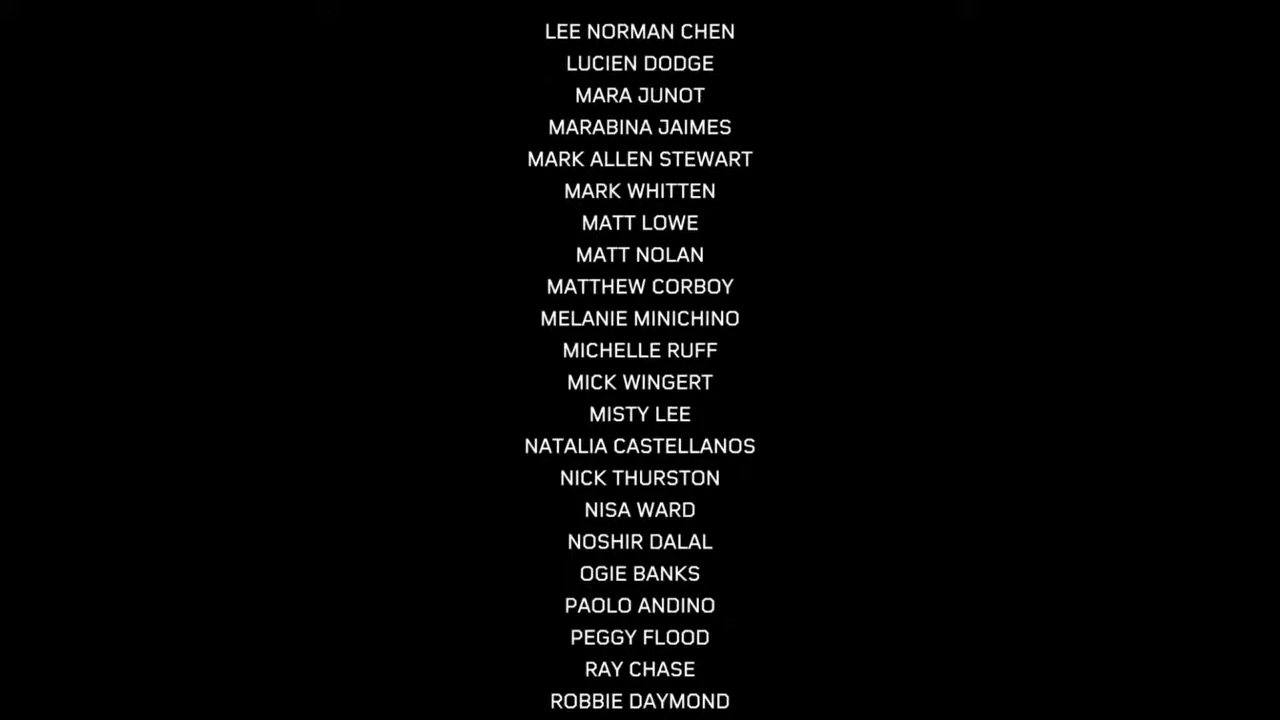 LEE NORMAN CHEN
LUCIEN DODGE
MARA JUNOT
MARABINA JAIMES
MARK ALLEN STEWART
MARK WHITTEN
MATT LOWE
MATT NOLAN
MATTHEW CORBOY
MELANIE MINICHINO
MICHELLE RUFF
MICK WINGERT
MISTY LEE
NATALIA CASTELLANOS
NICK THURSTON
NISA WARD
NOSHIR DALAL
OGIE BANKS
PAOLO ANDINO
PEGGY FLOOD
RAY CHASE
ROBBIE DAYMOND